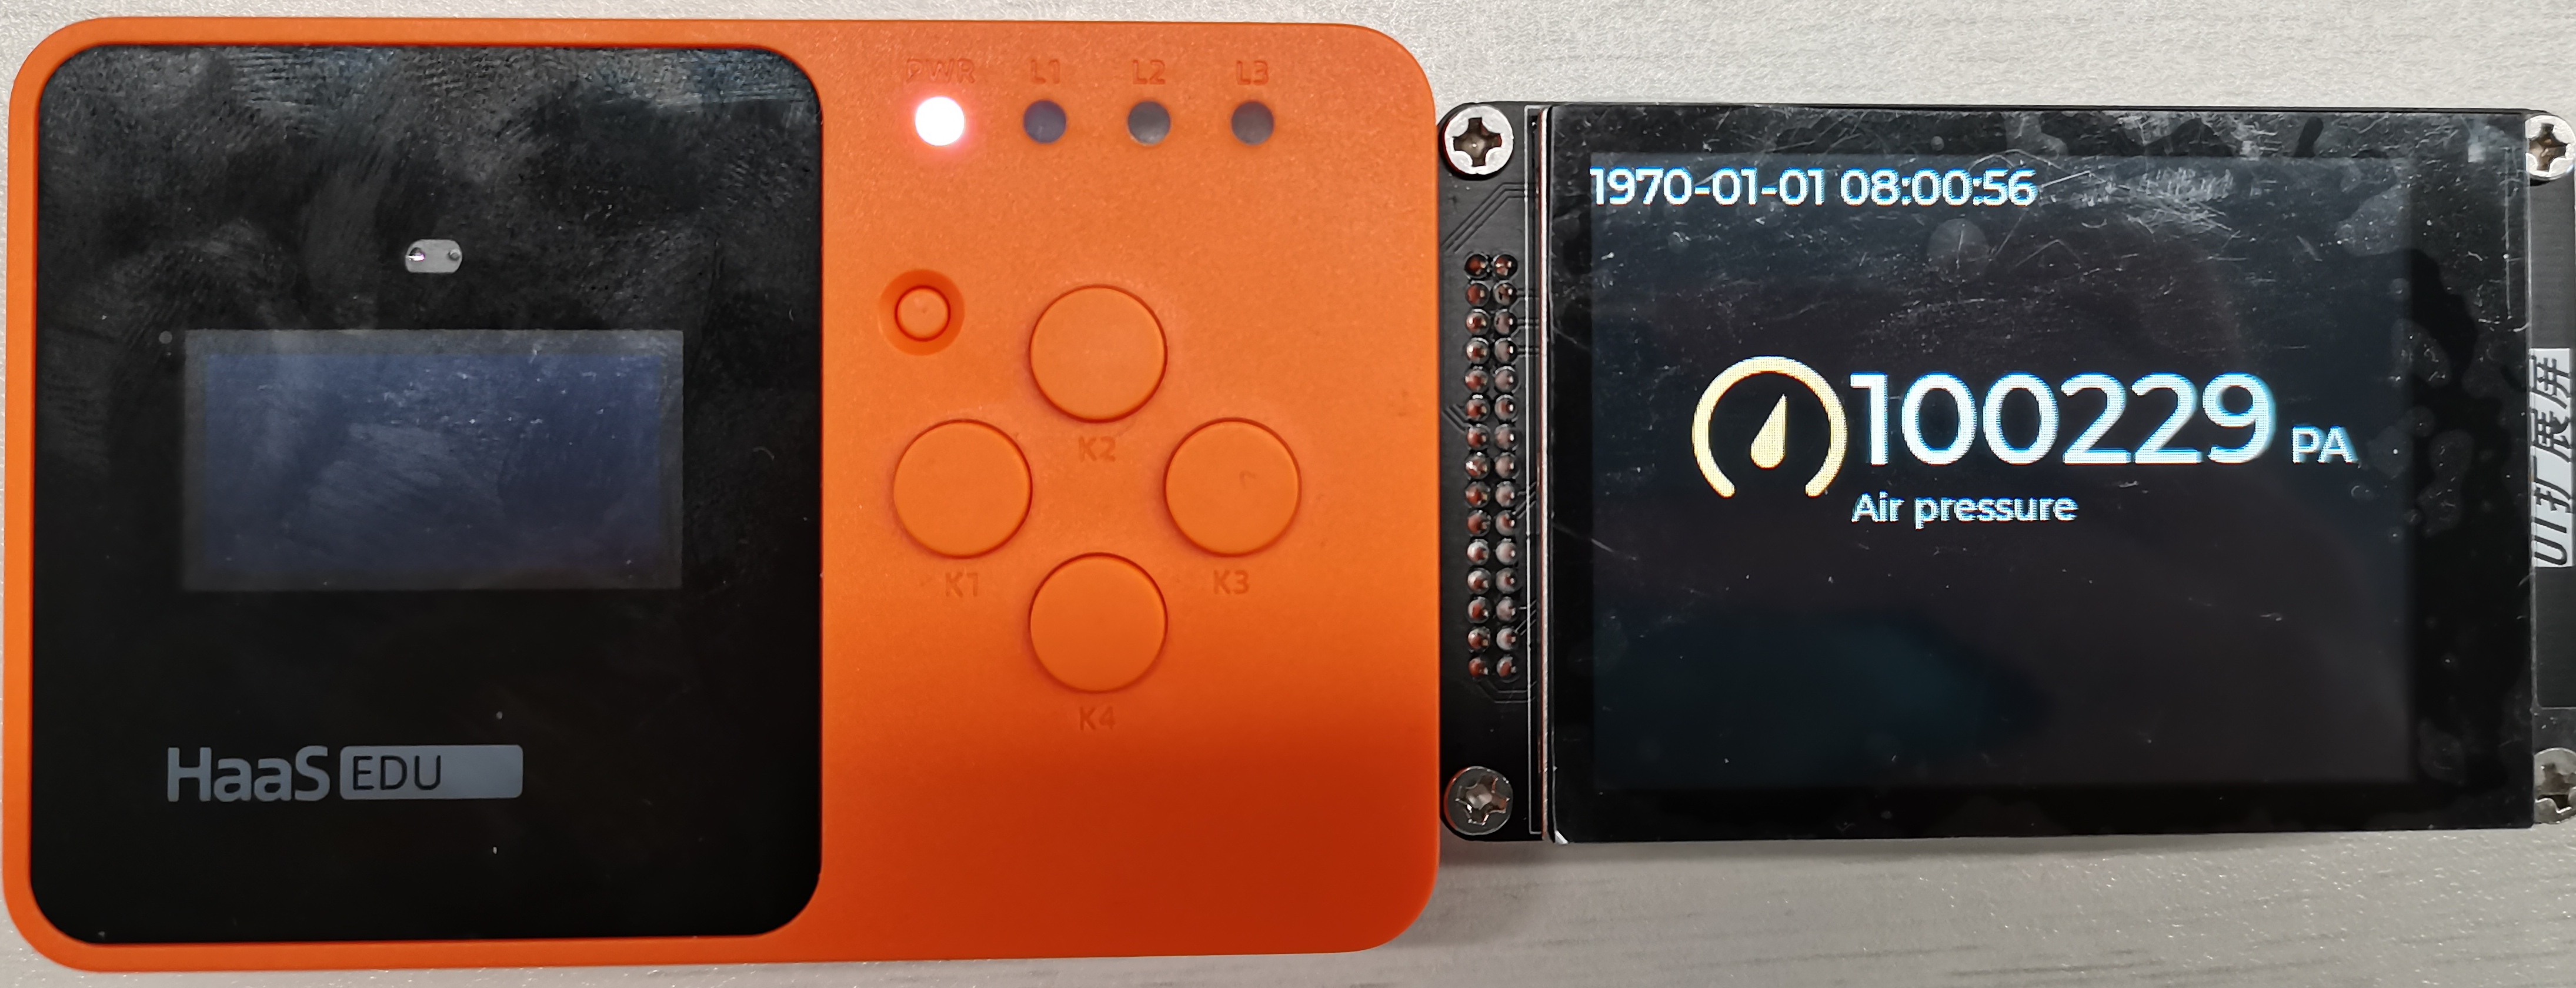 PWR L1 L2 L3
K2
K1
K3
K4
HaaS EDU
1970-01-01 08:00:56
100229 PA
Air pressure
UI扩展屏